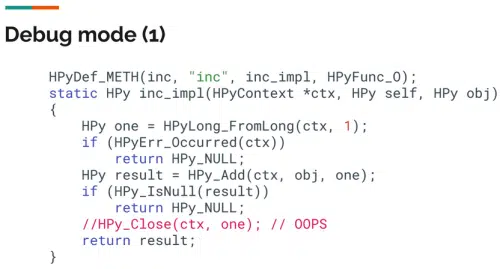 Debug mode (1)
HPyDef_METH(inc, "inc", inc_impl, HPyFunc_O);
static HPy inc_impl(HPyContext *ctx, HPy self, HPy obj)
{
    HPy one = HPyLong_FromLong(ctx, 1);
    if (HPyErr_Occurred(ctx))
        return HPy_NULL;
    HPy result = HPy_Add(ctx, obj, one);
    if (HPy_IsNull(result))
        return HPy_NULL;
    //HPy_Close(ctx, one); // OOPS
    return result;
}